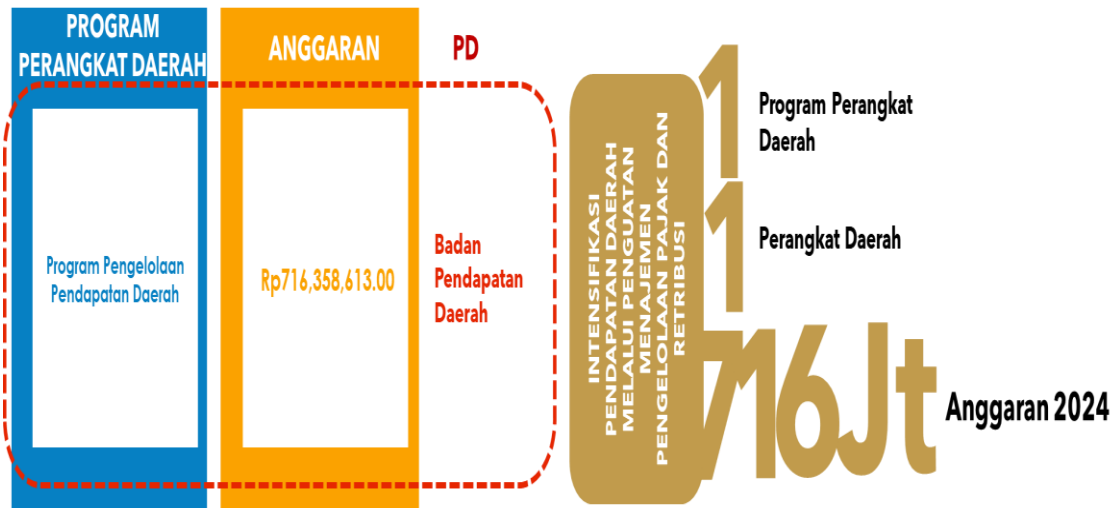 PROGRAM
PERANGKAT DAERAH
ANGGARAN
PD
Program Pengelolaan
Pendapatan Daerah
Rp716,358,613.00
Badan
Pendapatan
Daerah
INTENSIFIKASI
PENDAPATAN DAERAH
MELALUI PENGUATAN
MENAJEMEN
PENGELOLAAN PAJAK DAN
RETRIBUSI
1
Program Perangkat
Daerah
1
Perangkat Daerah
716Jt
Anggaran 2024